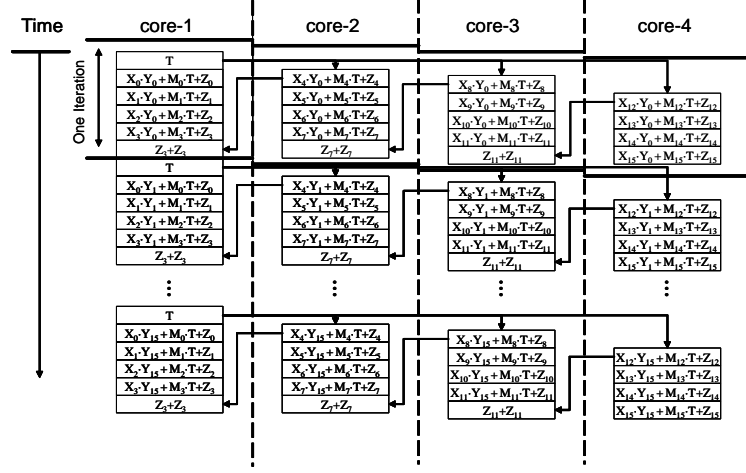 Time
core-1
core-2
core-3
core-4
One Iteration
T
X₀·Y₀+M₀·T+Z₀
X₁·Y₀+M₁·T+Z₁
X₂·Y₀+M₂·T+Z₂
X₃·Y₀+M₃·T+Z₃
Z₃+Z₃
X₄·Y₀+M₄·T+Z₄
X₅·Y₀+M₅·T+Z₅
X₆·Y₀+M₆·T+Z₆
X₇·Y₀+M₇·T+Z₇
Z₇+Z₇
X₈·Y₀+M₈·T+Z₈
X₉·Y₀+M₉·T+Z₉
X₁₀·Y₀+M₁₀·T+Z₁₀
X₁₁·Y₀+M₁₁·T+Z₁₁
Z₁₁+Z₁₁
X₁₂·Y₀+M₁₂·T+Z₁₂
X₁₃·Y₀+M₁₃·T+Z₁₃
X₁₄·Y₀+M₁₄·T+Z₁₄
X₁₅·Y₀+M₁₅·T+Z₁₅
T
X₀·Y₁+M₀·T+Z₀
X₁·Y₁+M₁·T+Z₁
X₂·Y₁+M₂·T+Z₂
X₃·Y₁+M₃·T+Z₃
Z₃+Z₃
X₄·Y₁+M₄·T+Z₄
X₅·Y₁+M₅·T+Z₅
X₆·Y₁+M₆·T+Z₆
X₇·Y₁+M₇·T+Z₇
Z₇+Z₇
X₈·Y₁+M₈·T+Z₈
X₉·Y₁+M₉·T+Z₉
X₁₀·Y₁+M₁₀·T+Z₁₀
X₁₁·Y₁+M₁₁·T+Z₁₁
Z₁₁+Z₁₁
X₁₂·Y₁+M₁₂·T+Z₁₂
X₁₃·Y₁+M₁₃·T+Z₁₃
X₁₄·Y₁+M₁₄·T+Z₁₄
X₁₅·Y₁+M₁₅·T+Z₁₅
⋮
⋮
⋮
⋮
T
X₀·Y₁₅+M₀·T+Z₀
X₁·Y₁₅+M₁·T+Z₁
X₂·Y₁₅+M₂·T+Z₂
X₃·Y₁₅+M₃·T+Z₃
Z₃+Z₃
X₄·Y₁₅+M₄·T+Z₄
X₅·Y₁₅+M₅·T+Z₅
X₆·Y₁₅+M₆·T+Z₆
X₇·Y₁₅+M₇·T+Z₇
Z₇+Z₇
X₈·Y₁₅+M₈·T+Z₈
X₉·Y₁₅+M₉·T+Z₉
X₁₀·Y₁₅+M₁₀·T+Z₁₀
X₁₁·Y₁₅+M₁₁·T+Z₁₁
Z₁₁+Z₁₁
X₁₂·Y₁₅+M₁₂·T+Z₁₂
X₁₃·Y₁₅+M₁₃·T+Z₁₃
X₁₄·Y₁₅+M₁₄·T+Z₁₄
X₁₅·Y₁₅+M₁₅·T+Z₁₅